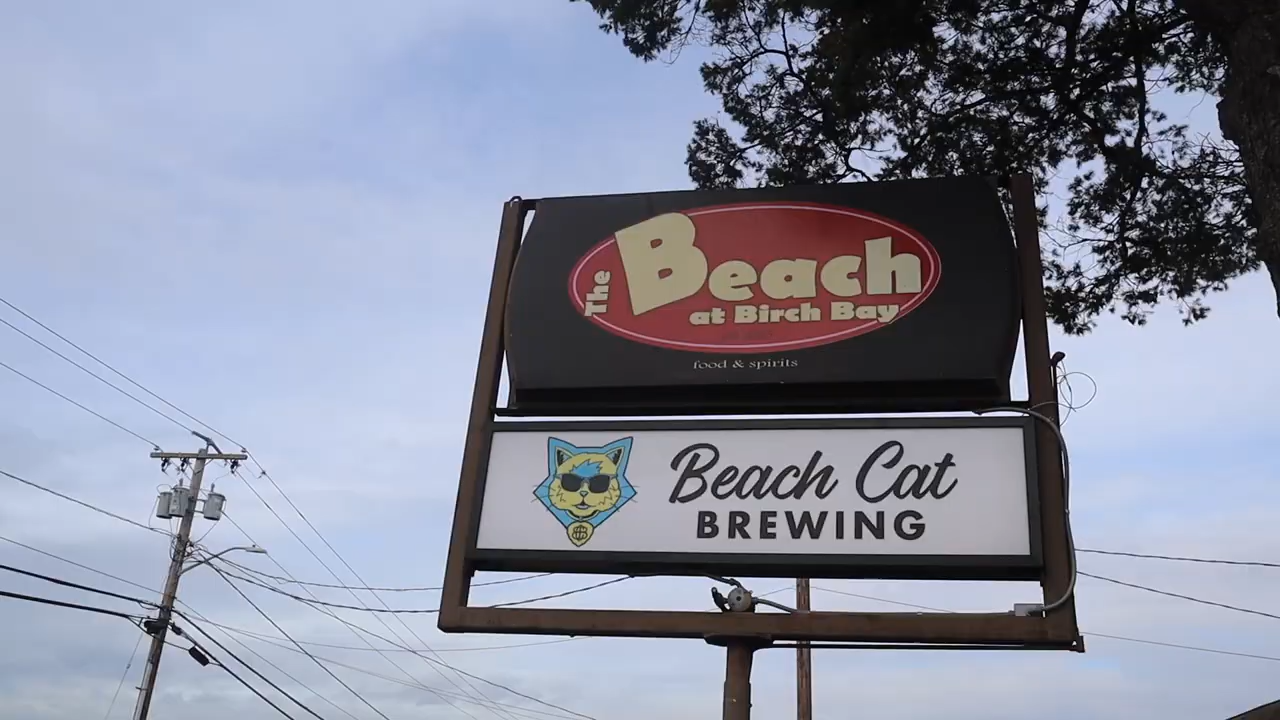 The Beach
at Birch Bay
food & spirits
Beach Cat
BREWING